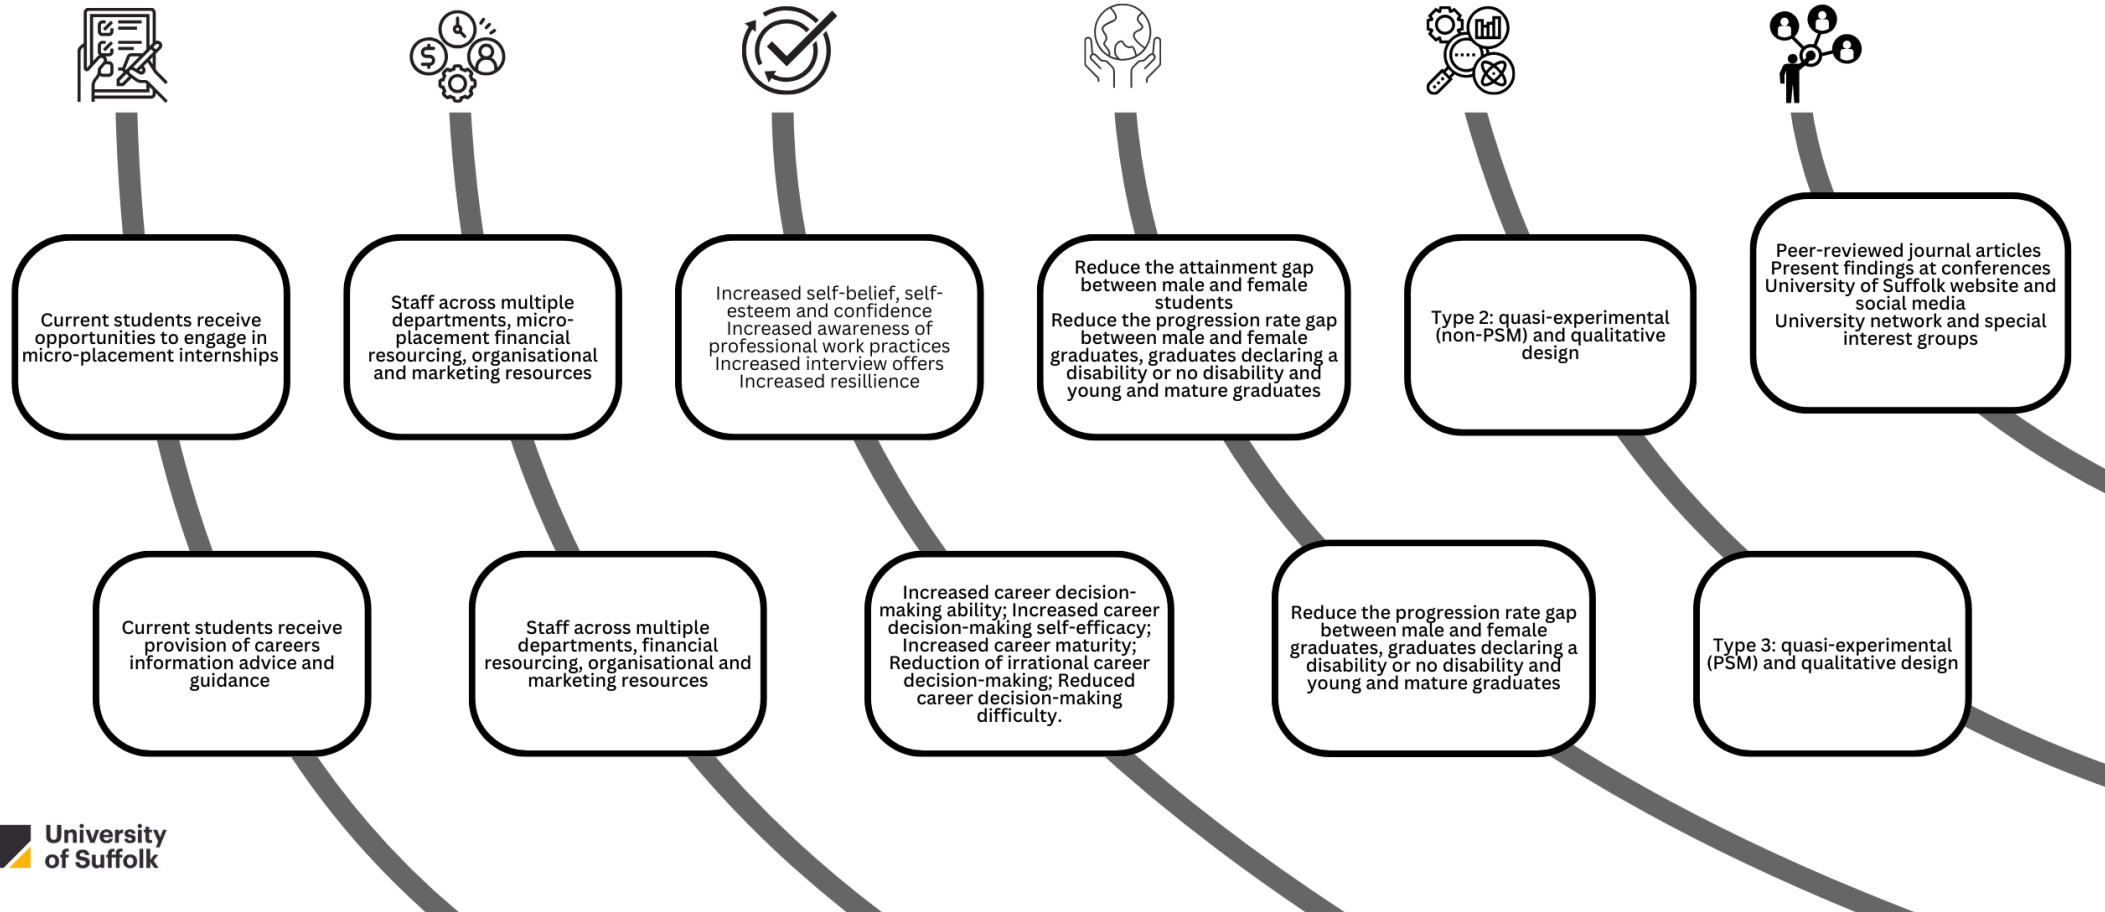 Current students receive
opportunities to engage in
micro-placement internships
Staff across multiple
departments, micro-
placement financial
resourcing, organisational
and marketing resources
Increased self-belief, self-
esteem and confidence
Increased awareness of
professional work practices
Increased interview offers
Increased resillience
Reduce the attainment gap
between male and female
students
Reduce the progression rate gap
between male and female
graduates, graduates declaring a
disability or no disability and
young and mature graduates
Type 2: quasi-experimental
(non-PSM) and qualitative
design
Peer-reviewed journal articles
Present findings at conferences
University of Suffolk website and
social media
University network and special
interest groups
Current students receive
provision of careers
information advice and
guidance
Staff across multiple
departments, financial
resourcing, organisational and
marketing resources
Increased career decision-
making ability; Increased career
decision-making self-efficacy;
Increased career maturity;
Reduction of irrational career
decision-making; Reduced
career decision-making
difficulty.
Reduce the progression rate gap
between male and female
graduates, graduates declaring a
disability or no disability and
young and mature graduates
Type 3: quasi-experimental
(PSM) and qualitative design
University
of Suffolk